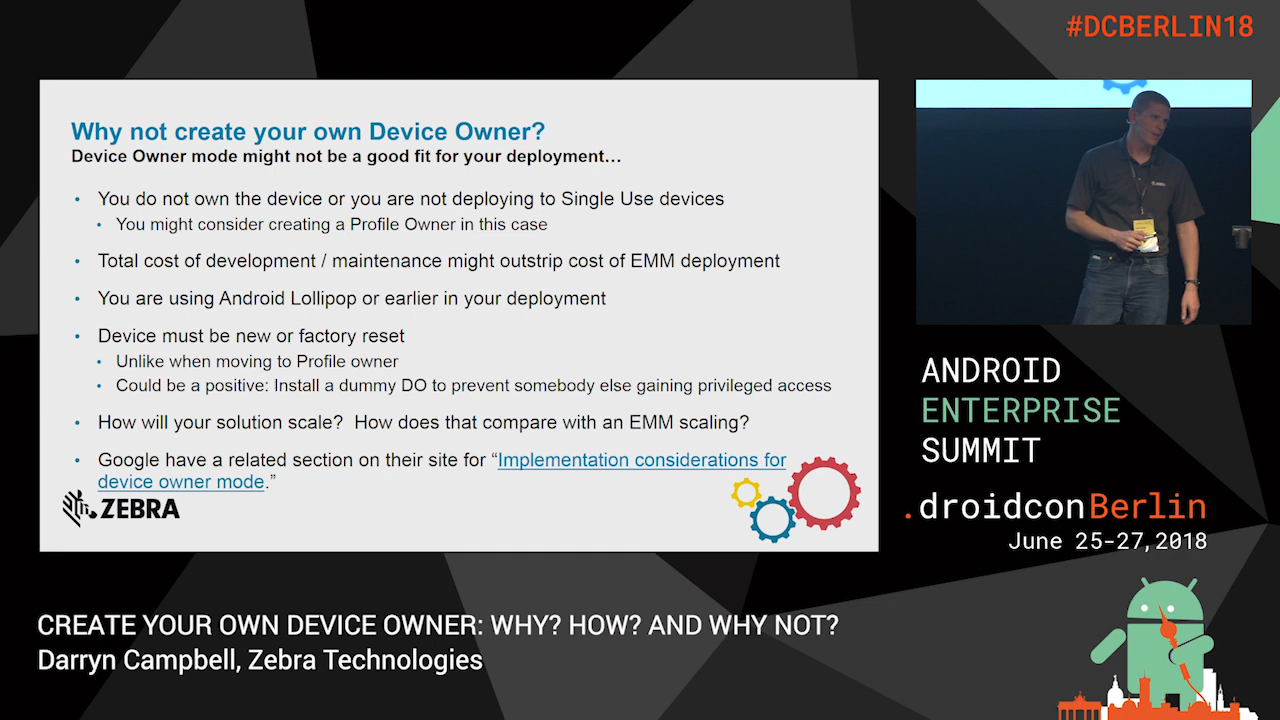 #DCBERLIN18
Why not create your own Device Owner?
Device Owner mode might not be a good fit for your deployment…
• You do not own the device or you are not deploying to Single Use devices
• You might consider creating a Profile Owner in this case
• Total cost of development / maintenance might outstrip cost of EMM deployment
• You are using Android Lollipop or earlier in your deployment
• Device must be new or factory reset
• Unlike when moving to Profile owner
• Could be a positive: Install a dummy DO to prevent somebody else gaining privileged access
• How will your solution scale? How does that compare with an EMM scaling?
• Google have a related section on their site for “Implementation considerations for
device owner mode.”
ZEBRA
ANDROID
ENTERPRISE
SUMMIT
.droidconBerlin
June 25-27,2018
CREATE YOUR OWN DEVICE OWNER: WHY? HOW? AND WHY NOT?
Darryn Campbell, Zebra Technologies